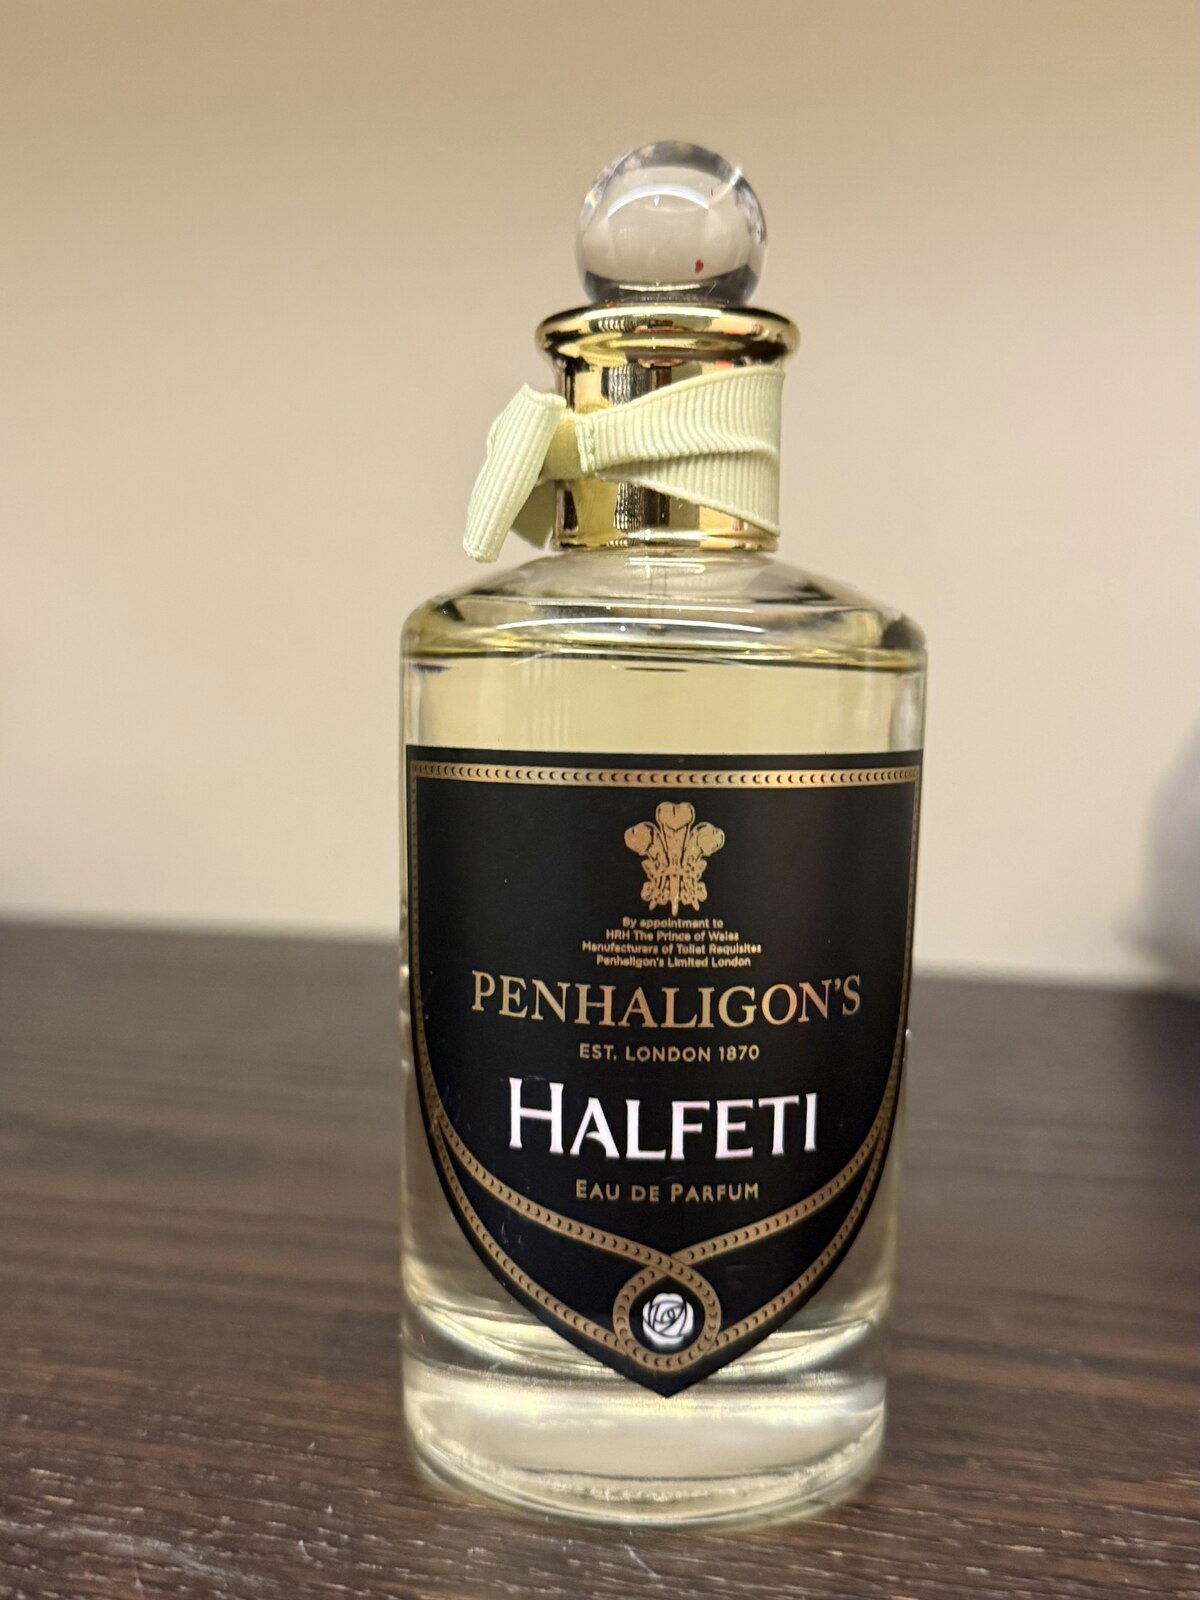 By appointment to
HRH The Prince of Wales
Manufacturers of Toilet Requisites
Penhaligon's Limited London
PENHALIGON'S
EST. LONDON 1870
HALFETI
EAU DE PARFUM